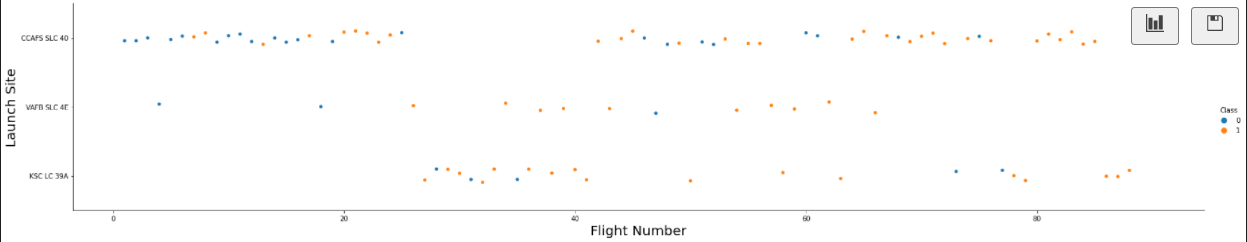 CCAFS SLC 40
VAFB SLC 4E
KSC LC 39A
Launch Site
0 20 40 60 80
Flight Number
Class
0
1